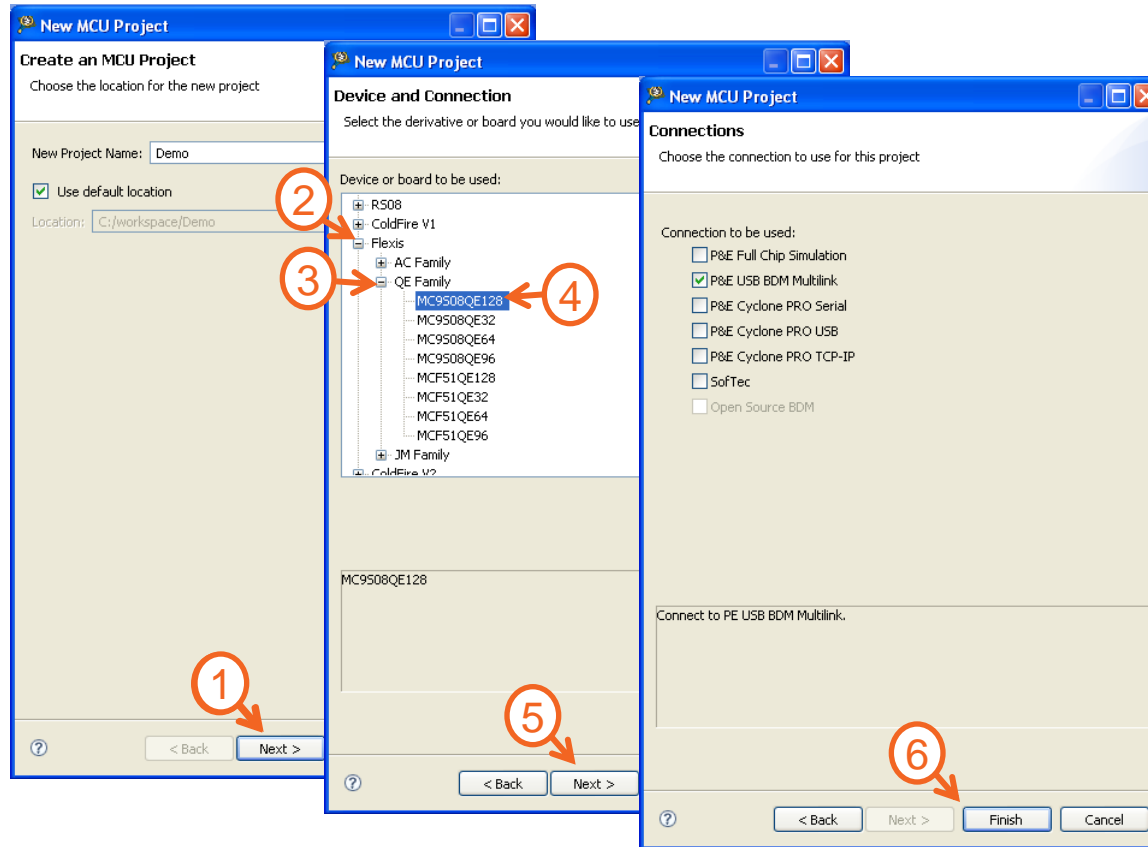 New MCU Project
Create an MCU Project
Choose the location for the new project
New Project Name: Demo
Use default location
Location: C:/workspace/Demo
1
< Back Next >
New MCU Project
Device and Connection
Select the derivative or board you would like to use
Device or board to be used:
2
RS08
ColdFire V1
Flexis
AC Family
3
QE Family
MC9S08QE128
4
MC9S08QE32
MC9S08QE64
MC9S08QE96
MCF51QE128
MCF51QE32
MCF51QE64
MCF51QE96
JM Family
ColdFire V2
MC9S08QE128
5
< Back Next >
New MCU Project
Connections
Choose the connection to use for this project
Connection to be used:
P&E Full Chip Simulation
P&E USB BDM Multilink
P&E Cyclone PRO Serial
P&E Cyclone PRO USB
P&E Cyclone PRO TCP-IP
SofTec
Open Source BDM
Connect to PE USB BDM Multilink.
6
< Back Next > Finish Cancel